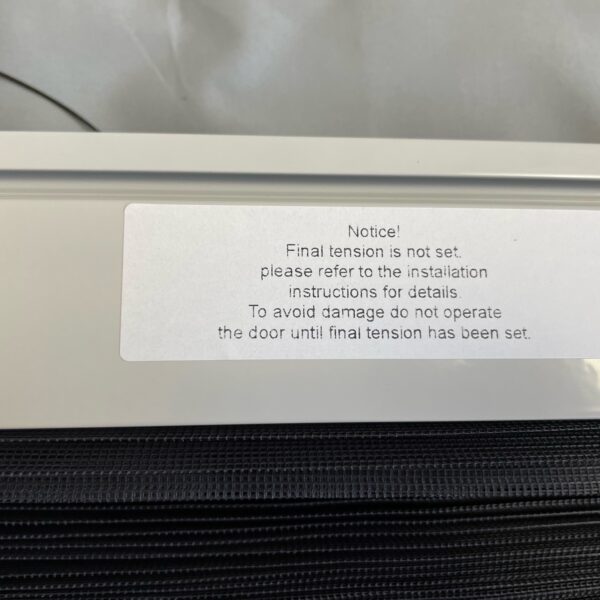 Notice!
Final tension is not set.
please refer to the installation
instructions for details.
To avoid damage do not operate
the door until final tension has been set.